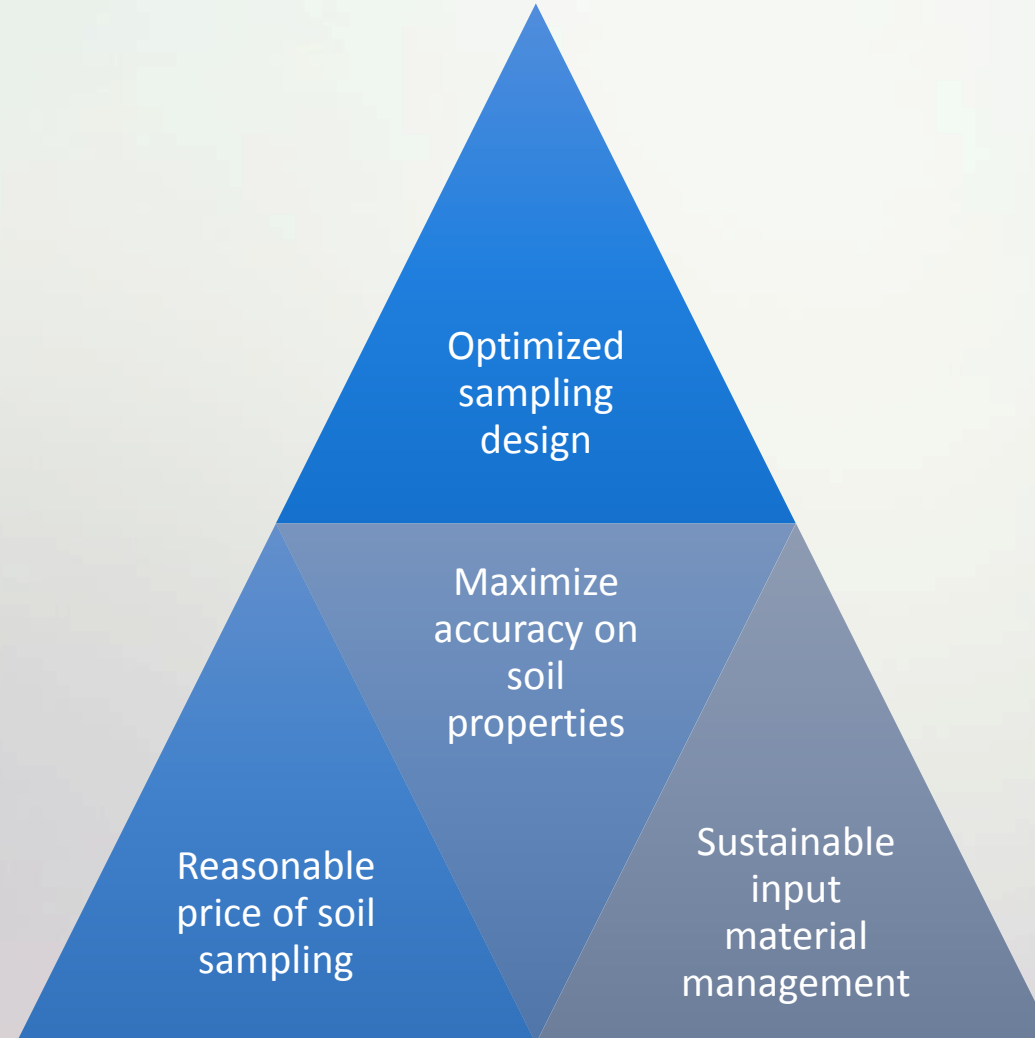 Optimized
sampling
design
Maximize
accuracy on
soil
properties
Reasonable
price of soil
sampling
Sustainable
input
material
management